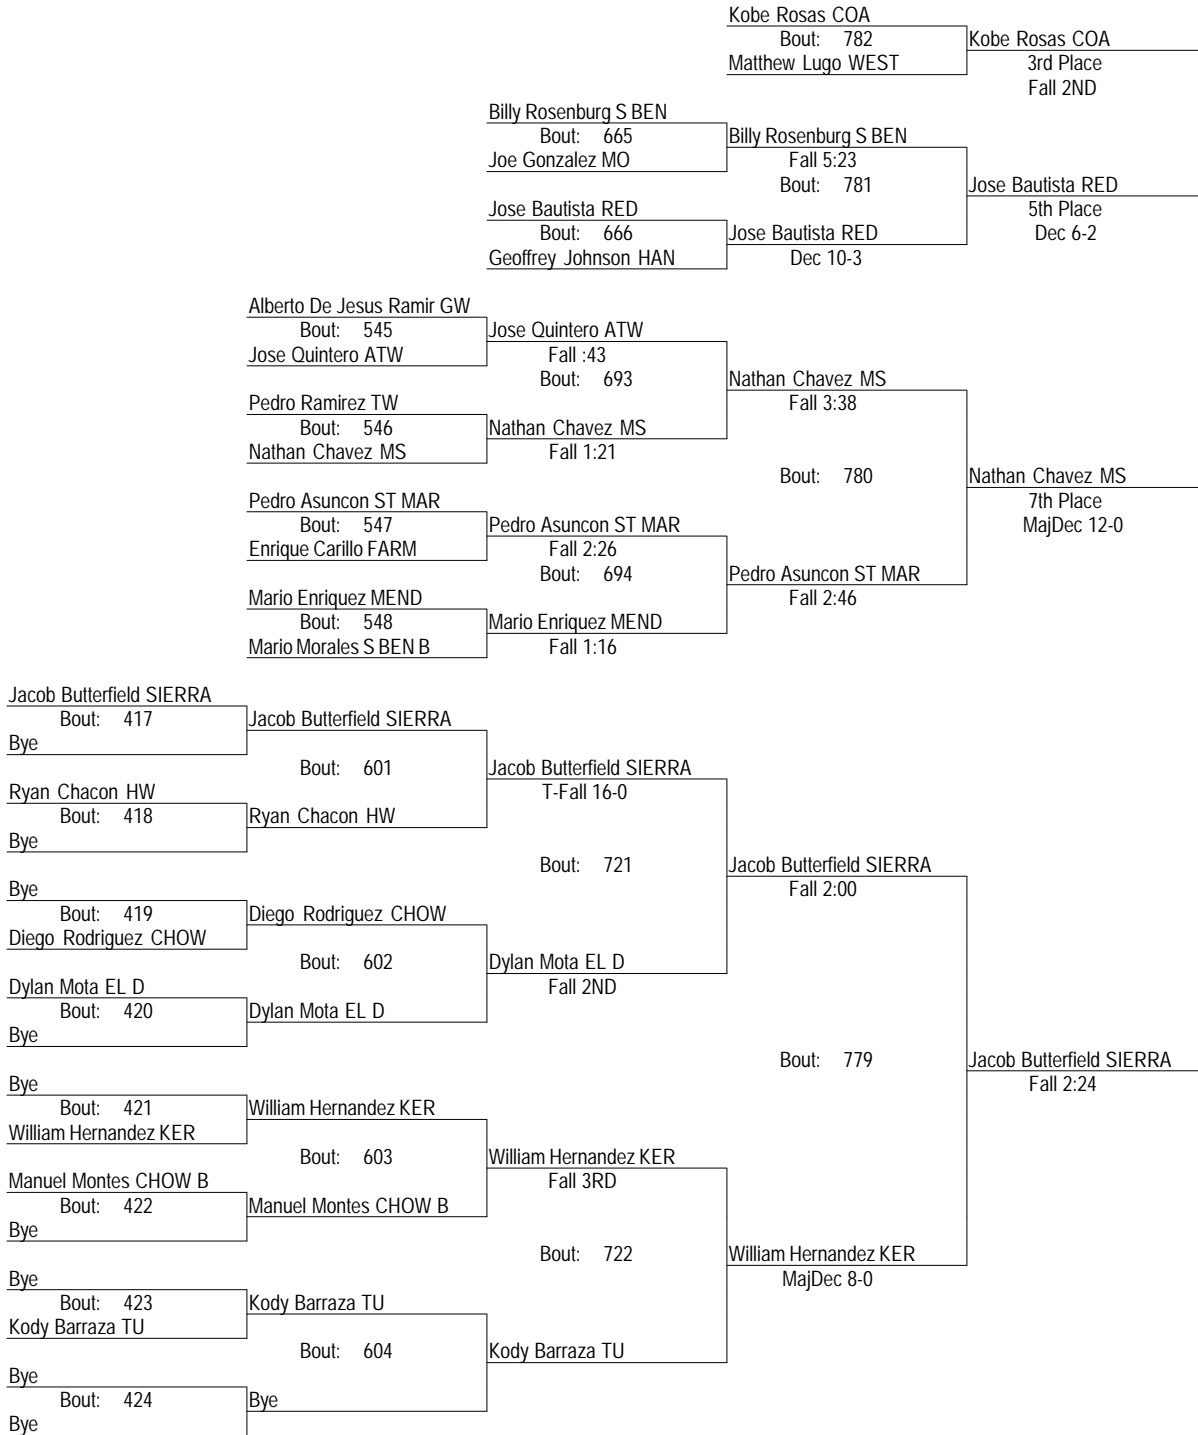 Kobe Rosas COA
Bout: 782
Kobe Rosas COA
Matthew Lugo WEST
3rd Place
Fall 2ND
Billy Rosenburg S BEN
Bout: 665
Billy Rosenburg S BEN
Joe Gonzalez MO
Fall 5:23
Bout: 781
Jose Bautista RED
Jose Bautista RED
5th Place
Bout: 666
Jose Bautista RED
Dec 6-2
Geoffrey Johnson HAN
Dec 10-3
Alberto De Jesus Ramir GW
Bout: 545
Jose Quintero ATW
Jose Quintero ATW
Fall :43
Bout: 693
Nathan Chavez MS
Pedro Ramirez TW
Fall 3:38
Bout: 546
Nathan Chavez MS
Nathan Chavez MS
Fall 1:21
Bout: 780
Nathan Chavez MS
Pedro Asuncon ST MAR
7th Place
Bout: 547
Pedro Asuncon ST MAR
MajDec 12-0
Enrique Carillo FARM
Fall 2:26
Bout: 694
Pedro Asuncon ST MAR
Mario Enriquez MEND
Fall 2:46
Bout: 548
Mario Enriquez MEND
Mario Morales S BEN B
Fall 1:16
Jacob Butterfield SIERRA
Bout: 417
Jacob Butterfield SIERRA
Bye
Bout: 601
Jacob Butterfield SIERRA
Ryan Chacon HW
T-Fall 16-0
Bout: 418
Ryan Chacon HW
Bye
Bout: 721
Jacob Butterfield SIERRA
Bye
Fall 2:00
Bout: 419
Diego Rodriguez CHOW
Diego Rodriguez CHOW
Bout: 602
Dylan Mota EL D
Dylan Mota EL D
Fall 2ND
Bout: 420
Dylan Mota EL D
Bye
Bout: 779
Jacob Butterfield SIERRA
Bye
Fall 2:24
Bout: 421
William Hernandez KER
William Hernandez KER
Bout: 603
William Hernandez KER
Manuel Montes CHOW B
Fall 3RD
Bout: 422
Manuel Montes CHOW B
Bye
Bout: 722
William Hernandez KER
Bye
MajDec 8-0
Bout: 423
Kody Barraza TU
Kody Barraza TU
Bout: 604
Kody Barraza TU
Bye
Bout: 424
Bye
Bye